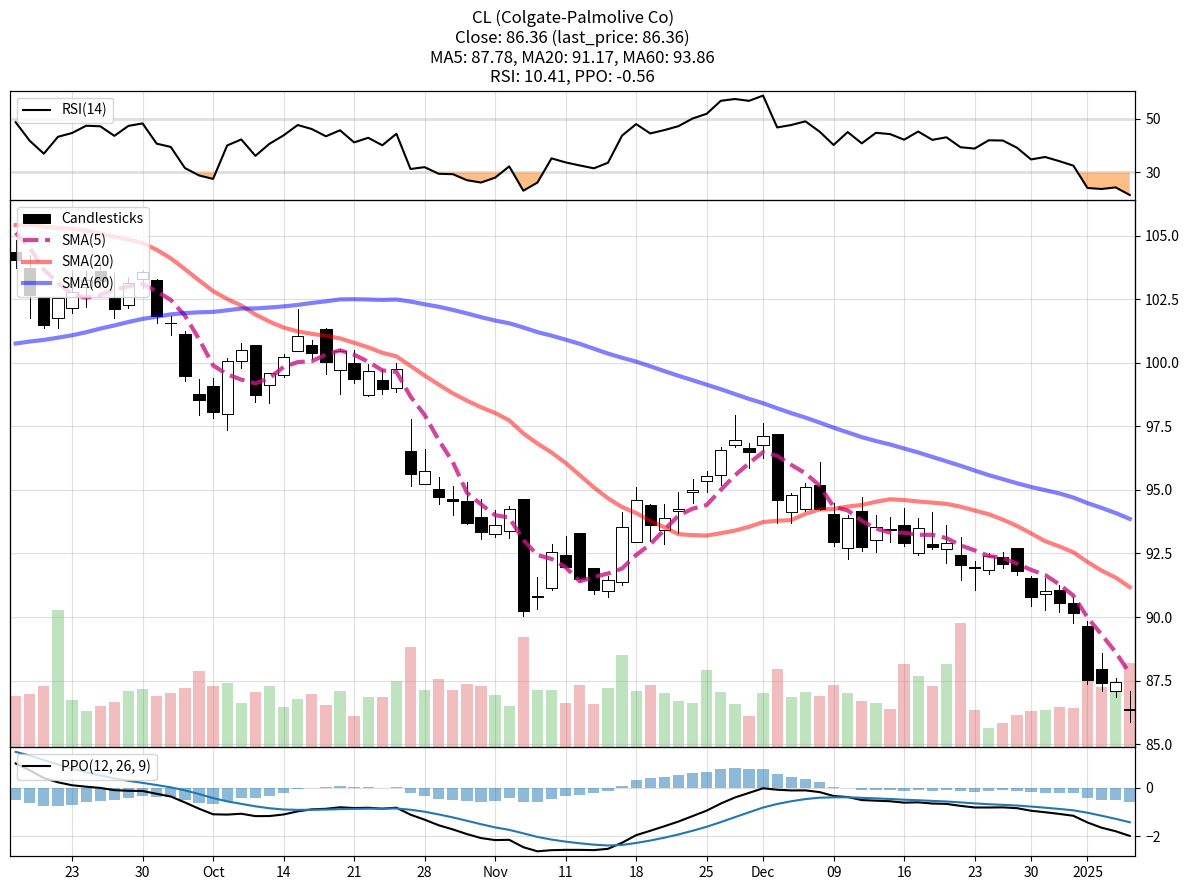 CL (Colgate-Palmolive Co)
Close: 86.36 (last_price: 86.36)
MA5: 87.78, MA20: 91.17, MA60: 93.86
RSI: 10.41, PPO: -0.56
RSI(14)
50
30
Candlesticks
SMA(5)
SMA(20)
SMA(60)
105.0
102.5
100.0
97.5
95.0
92.5
90.0
87.5
85.0
PPO(12, 26, 9)
0
−2
23 30 Oct 14 21 28 Nov 11 18 25 Dec 09 16 23 30 2025